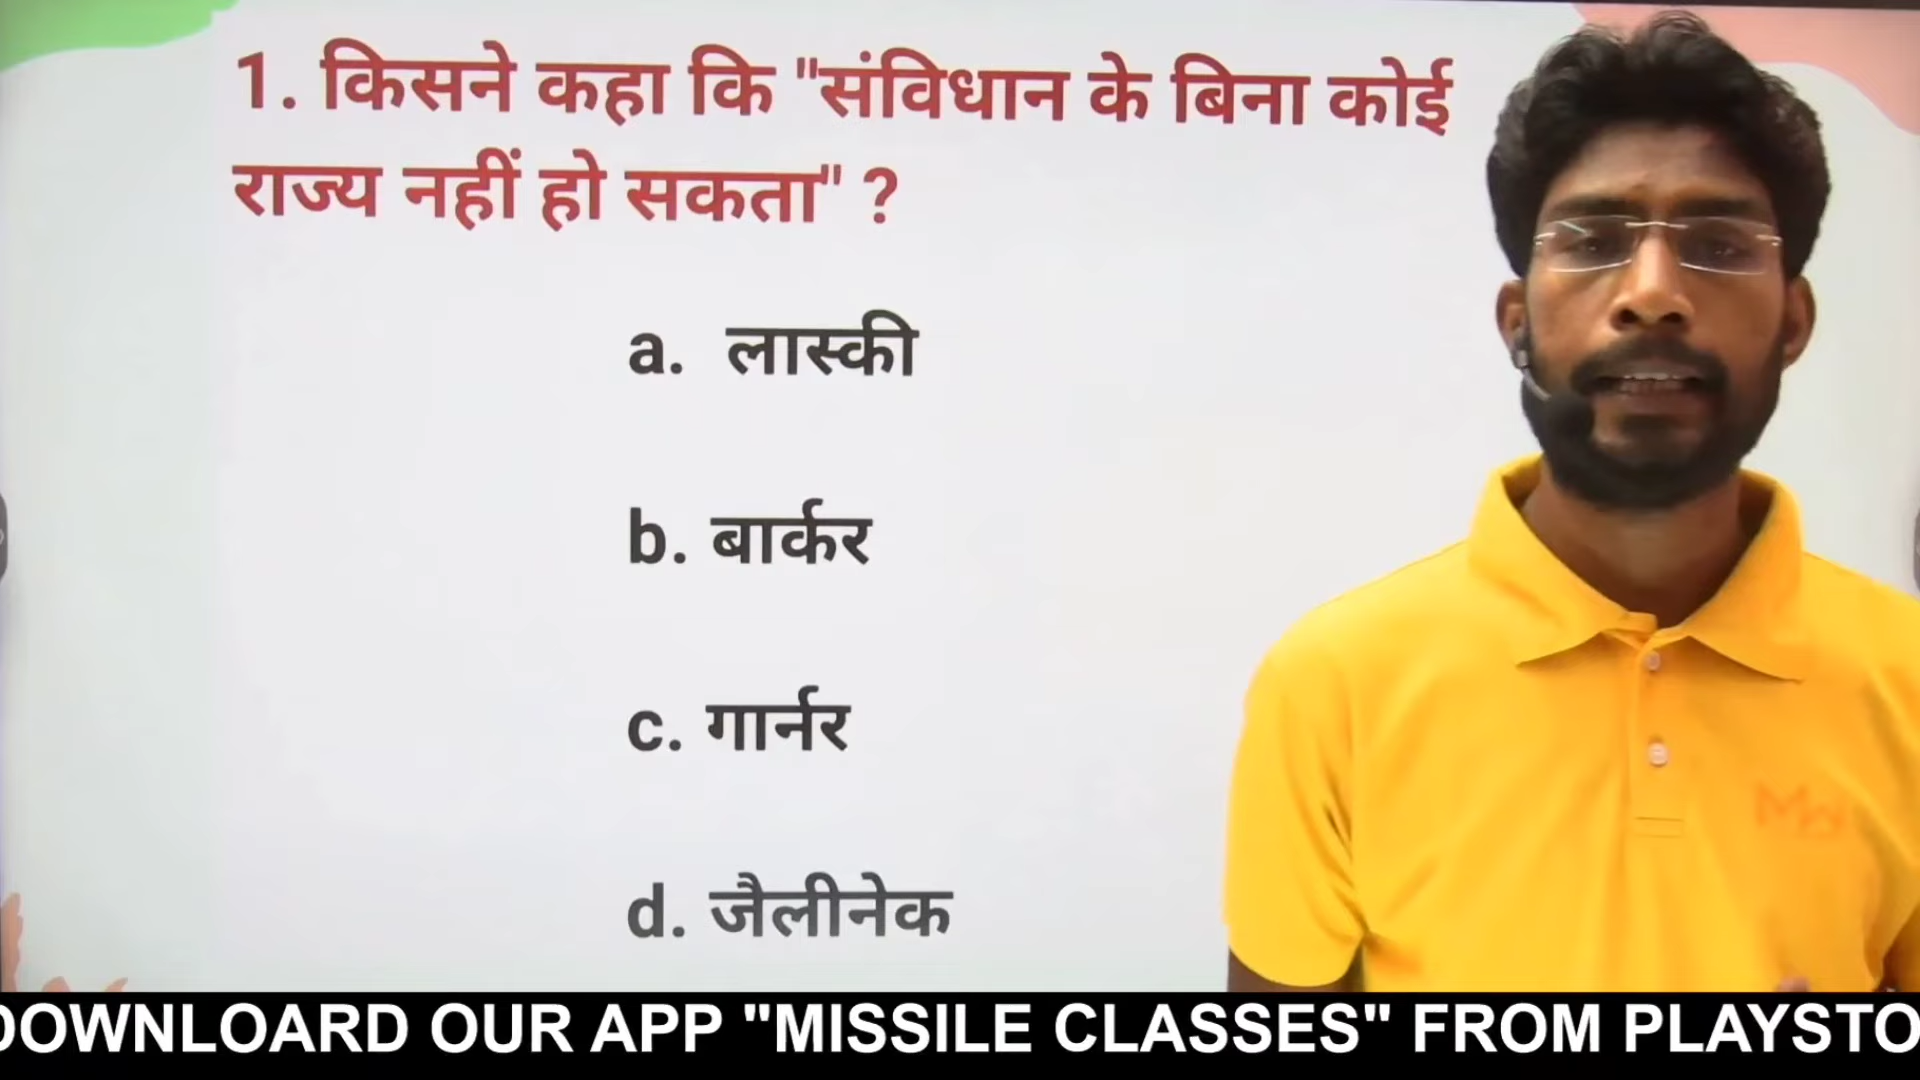 1. किसने कहा कि "संविधान के बिना कोई
राज्य नहीं हो सकता" ?
a. लास्की
b. बार्कर
c. गार्नर
d. जैलीनेक
DOWNLOARD OUR APP "MISSILE CLASSES" FROM PLAYSTO